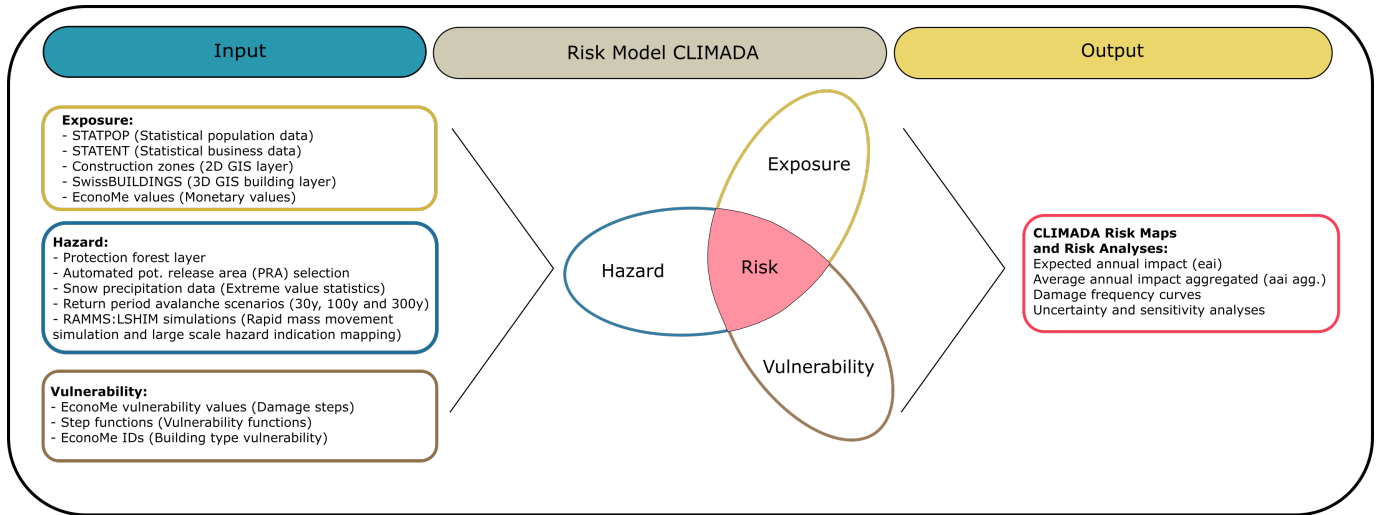 Input
Risk Model CLIMADA
Output
Exposure:
- STATPOP (Statistical population data)
- STATENT (Statistical business data)
- Construction zones (2D GIS layer)
- SwissBUILDINGS (3D GIS building layer)
- EconoMe values (Monetary values)
Hazard:
- Protection forest layer
- Automated pot. release area (PRA) selection
- Snow precipitation data (Extreme value statistics)
- Return period avalanche scenarios (30y, 100y and 300y)
- RAMMS:LSHIM simulations (Rapid mass movement
simulation and large scale hazard indication mapping)
Vulnerability:
- EconoMe vulnerability values (Damage steps)
- Step functions (Vulnerability functions)
- EconoMe IDs (Building type vulnerability)
Exposure
Hazard
Risk
Vulnerability
CLIMADA Risk Maps
and Risk Analyses:
Expected annual impact (eai)
Average annual impact aggregated (aai agg.)
Damage frequency curves
Uncertainty and sensitivity analyses